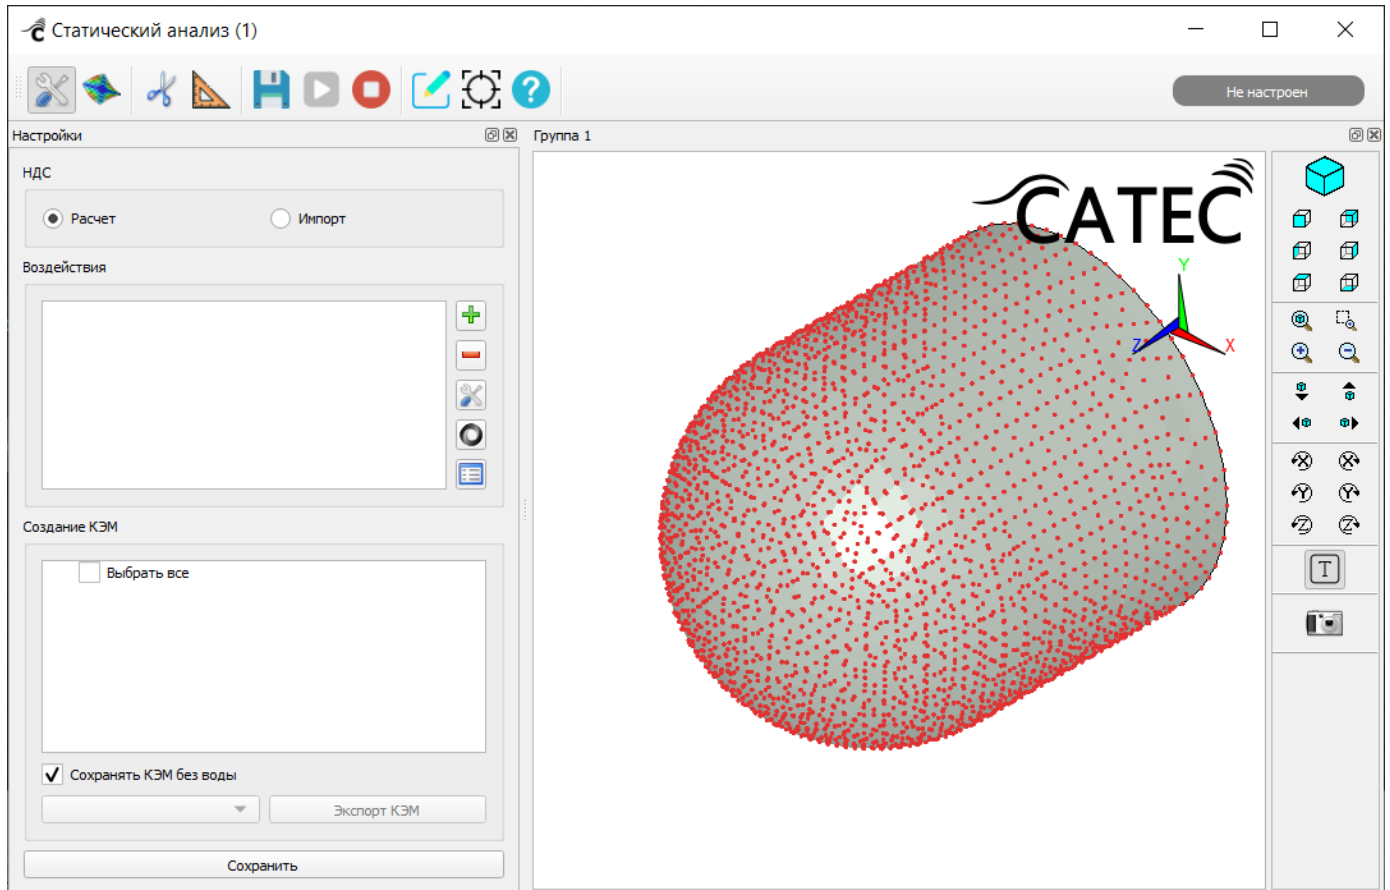 Статический анализ (1)
Не настроен
Настройки
Группа 1
НДС
Расчет
Импорт
Воздействия
Создание КЭМ
Выбрать все
Сохранять КЭМ без воды
Экспорт КЭМ
Сохранить
CATEC
Y
Z
X
X
X
Y
Y
Z
Z
T